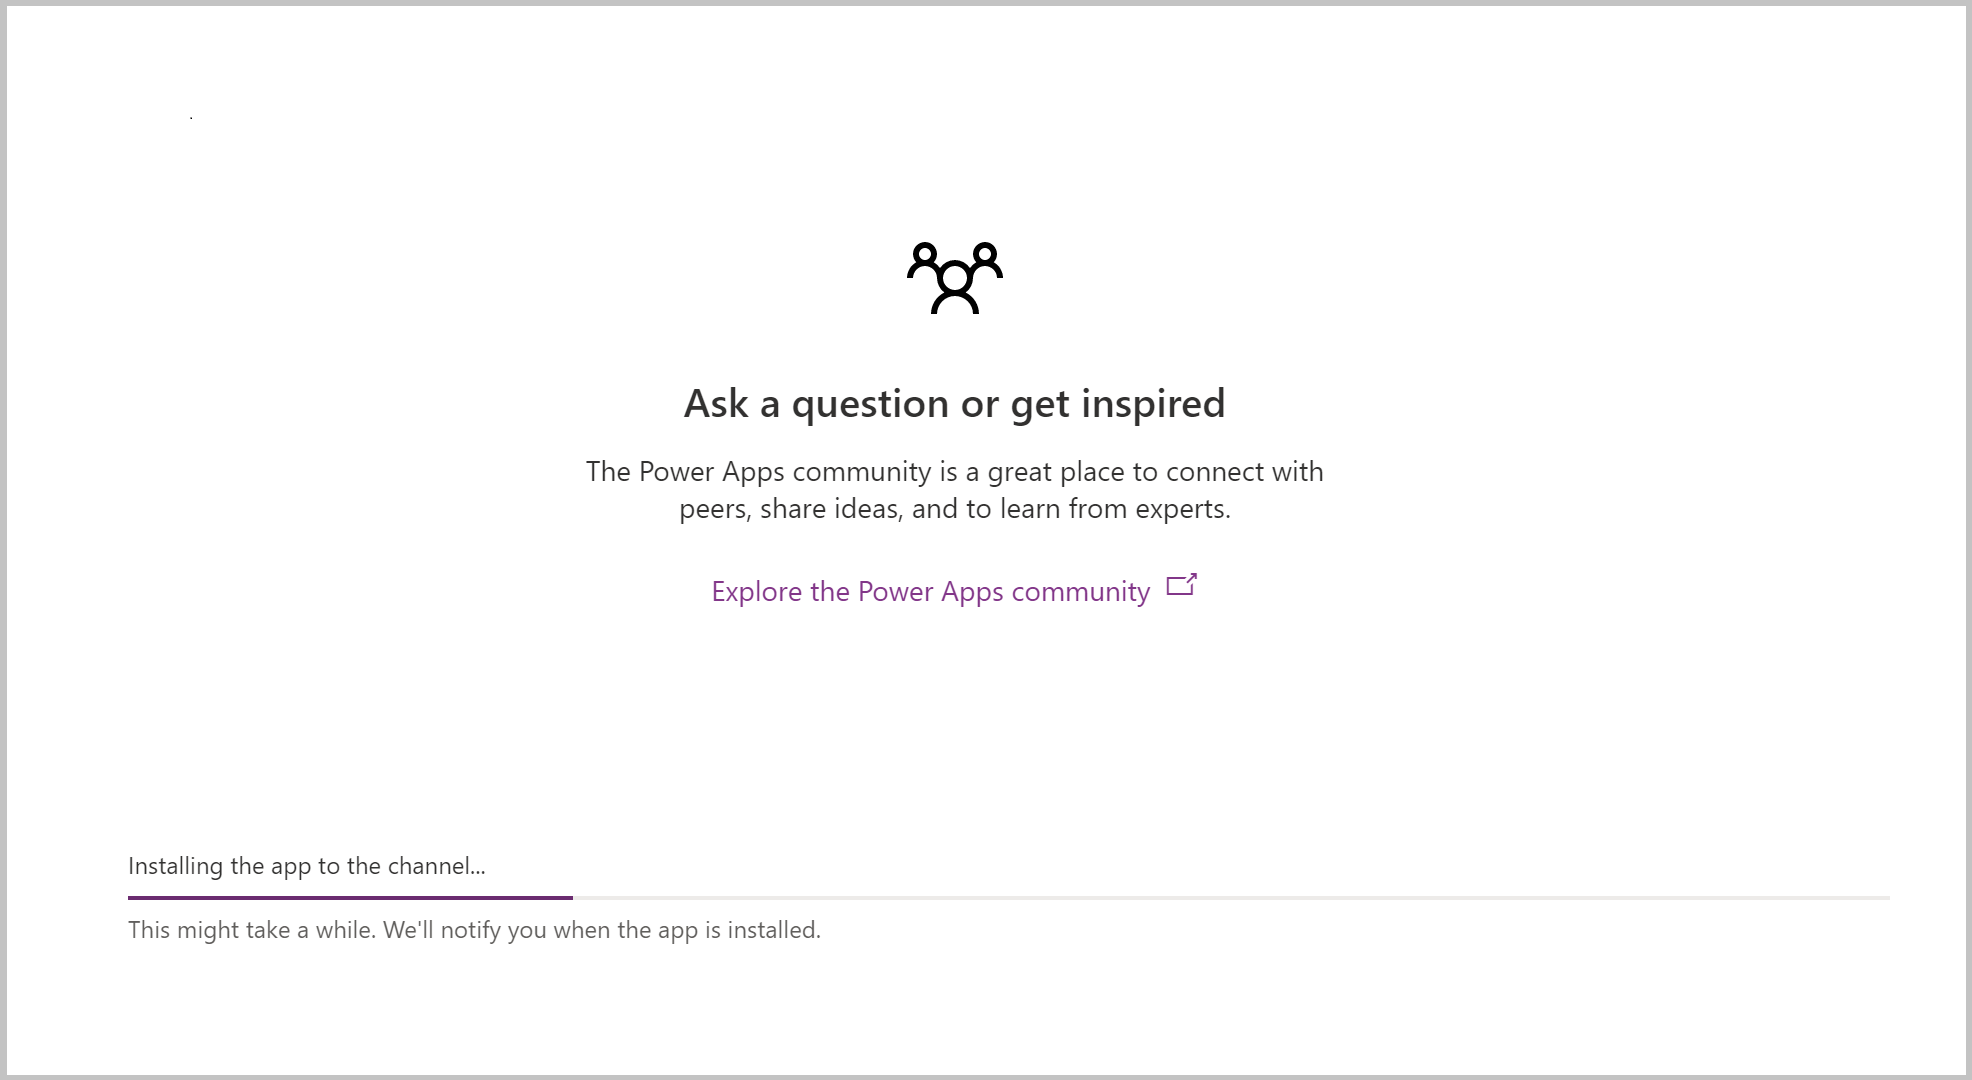 Ask a question or get inspired
The Power Apps community is a great place to connect with
peers, share ideas, and to learn from experts.
Explore the Power Apps community
Installing the app to the channel...
This might take a while. We'll notify you when the app is installed.